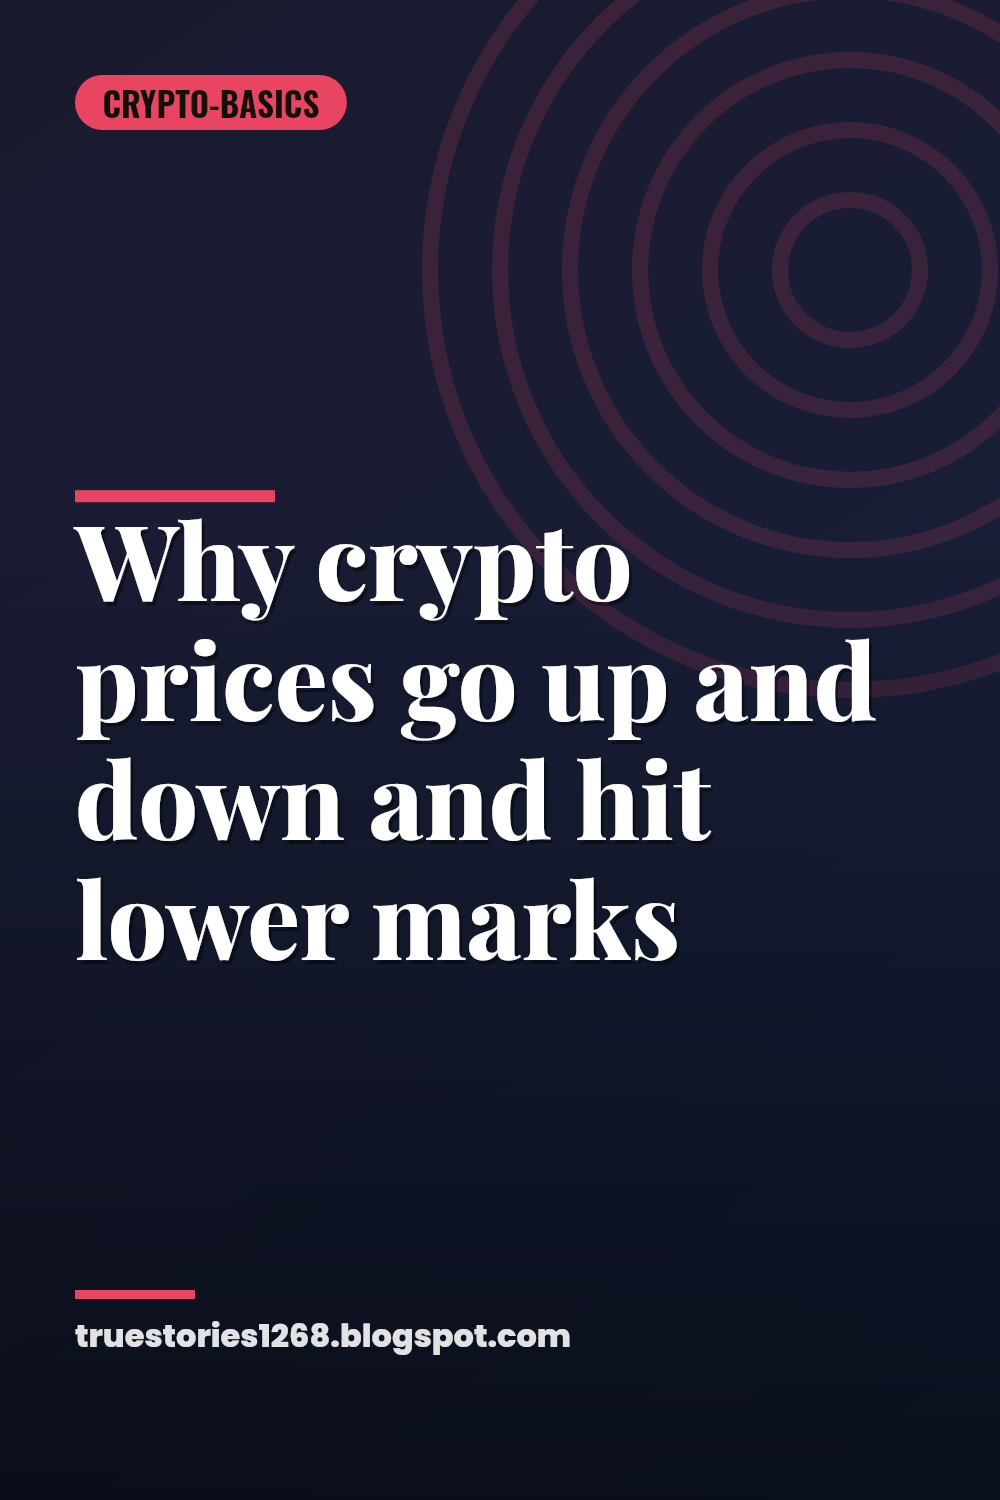 CRYPTO-BASICS
Why crypto
prices go up and
down and hit
lower marks
truestories1268.blogspot.com